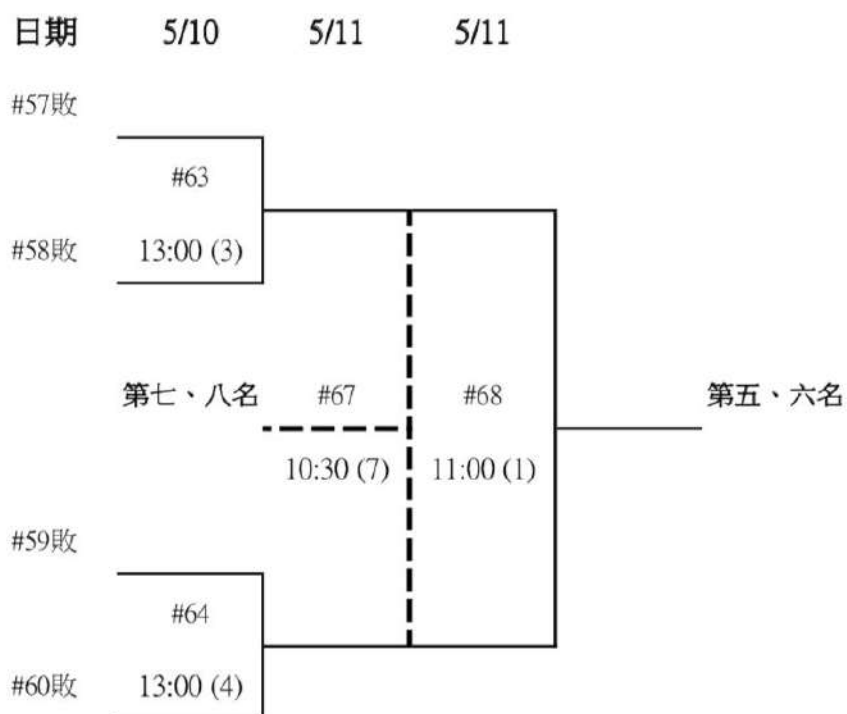 日期 5/10 5/11 5/11
#57敗
#63
#58敗 13:00 (3)
第七、八名 #67 #68 第五、六名
10:30 (7) 11:00 (1)
#59敗
#64
#60敗 13:00 (4)